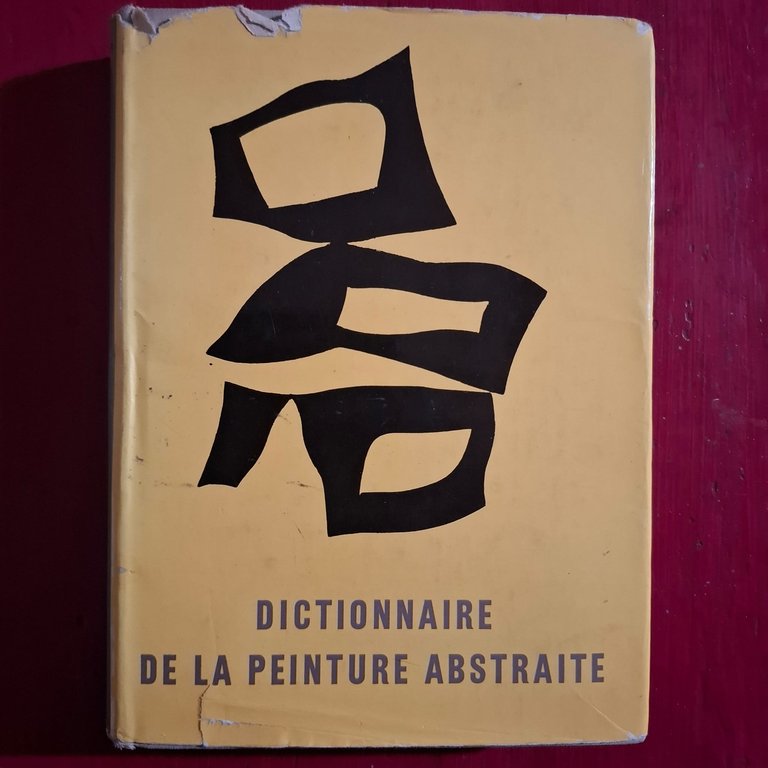 DICTIONNAIRE
DE LA PEINTURE ABSTRAITE